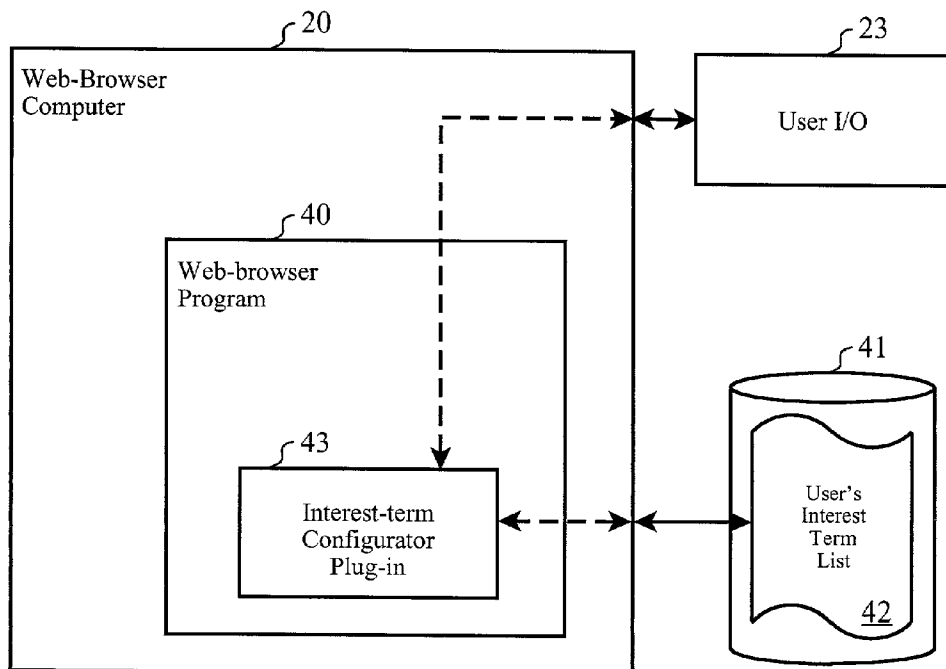 20
23
Web-Browser
Computer
User I/O
40
Web-browser
Program
41
43
Interest-term
Configurator
Plug-in
User's
Interest
Term
List
42